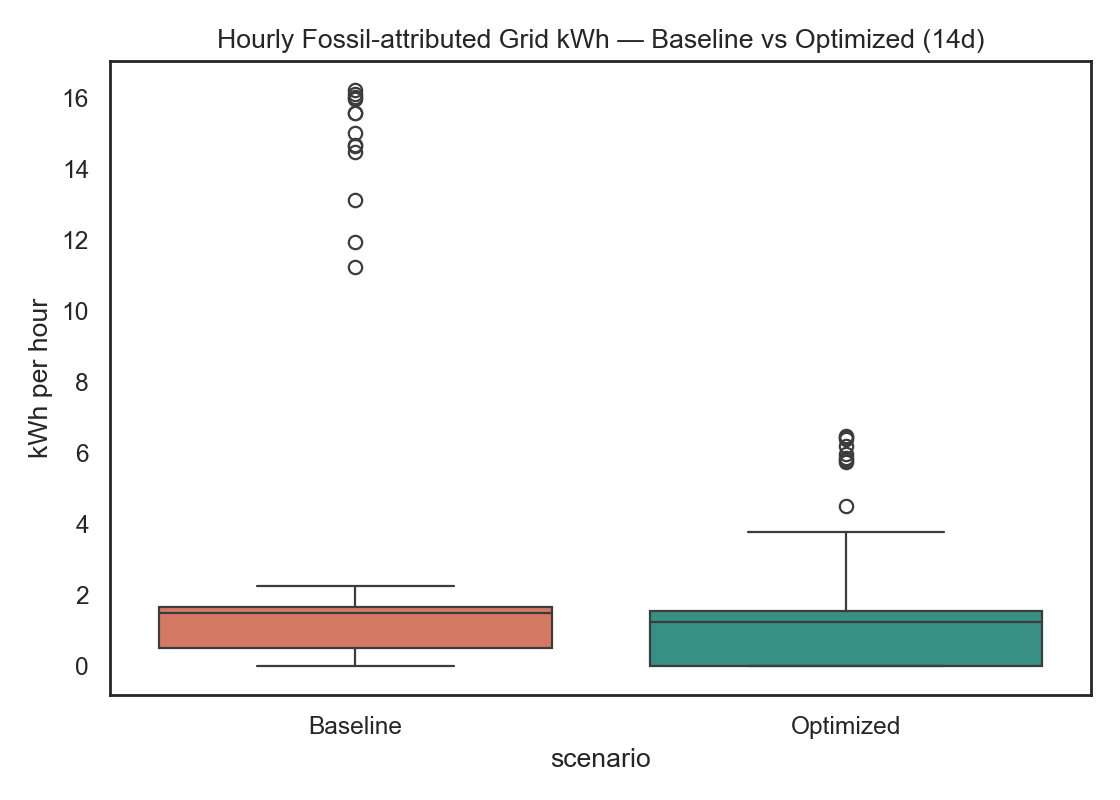 Hourly Fossil-attributed Grid kWh — Baseline vs Optimized (14d)
16
14
12
10
8
6
4
2
0
kWh per hour
Baseline
Optimized
scenario